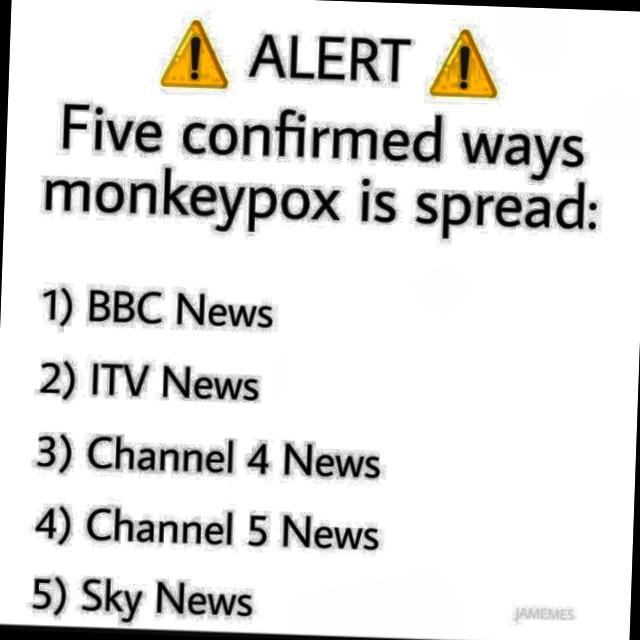 ⚠ ALERT ⚠
Five confirmed ways
monkeypox is spread:
1) BBC News
2) ITV News
3) Channel 4 News
4) Channel 5 News
5) Sky News
JAMEMES